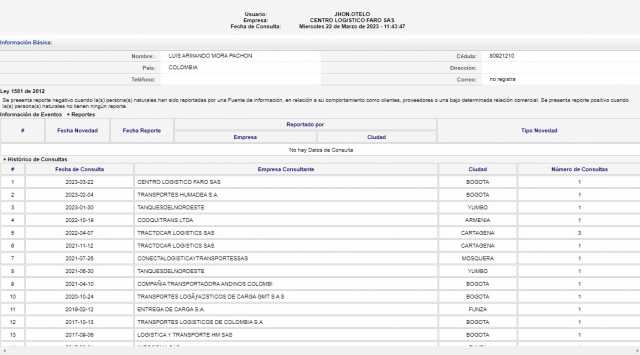 Usuario: JHON.OTELO
Empresa: CENTRO LOGISTICO FARO SAS
Fecha de Consulta: Miercoles 22 de Marzo de 2023 - 11:43:47
Información Básica:
Nombre: LUIS ARMANDO MORA PACHON Cédula: 80921210
País: COLOMBIA Dirección:
Teléfono: Correo: no registra
Ley 1581 de 2012
Se presenta reporte negativo cuando la(s) persona(s) naturales han sido reportadas por una Fuente de información, en relación a su comportamiento como clientes, proveedores o una bajo determinada relación comercial. Se presenta reporte positivo cuando
la(s) persona(s) naturales no tienen ningún reporte.
Información de Eventos + Reportes
# Fecha Novedad Fecha Reporte Reportado por Tipo Novedad
Empresa Ciudad
No hay Datos de Consulta
+ Histórico de Consultas
# Fecha de Consulta Empresa Consultante Ciudad Número de Consultas
1 2023-03-22 CENTRO LOGISTICO FARO SAS BOGOTA 1
2 2023-02-04 TRANSPORTES HUMADEA S.A. BOGOTA 1
3 2023-01-30 TANQUESDELNOROESTE YUMBO 1
4 2022-10-19 COOQUITRANS LTDA ARMENIA 1
5 2022-04-07 TRACTOCAR LOGISTICS SAS CARTAGENA 3
6 2021-11-12 TRACTOCAR LOGISTICS SAS CARTAGENA 1
7 2021-07-26 CONECTALOGISTICAYTRANSPORTESSAS MOSQUERA 1
8 2021-06-30 TANQUESDELNOROESTE YUMBO 1
9 2021-04-10 COMPAÑIA TRANSPORTADORA ANDINOS COLOMBI BOGOTA 1
10 2020-10-24 TRANSPORTES LOGÃƒÂSTICOS DE CARGA GMT S A S BOGOTA 1
11 2019-02-12 ENTREGA DE CARGA S.A. FUNZA 1
12 2017-10-13 TRANSPORTES LOGISTICOS DE COLOMBIA S.A BOGOTA 1
13 2017-09-06 LOGISTICA Y TRANSPORTE HM SAS BOGOTA 1